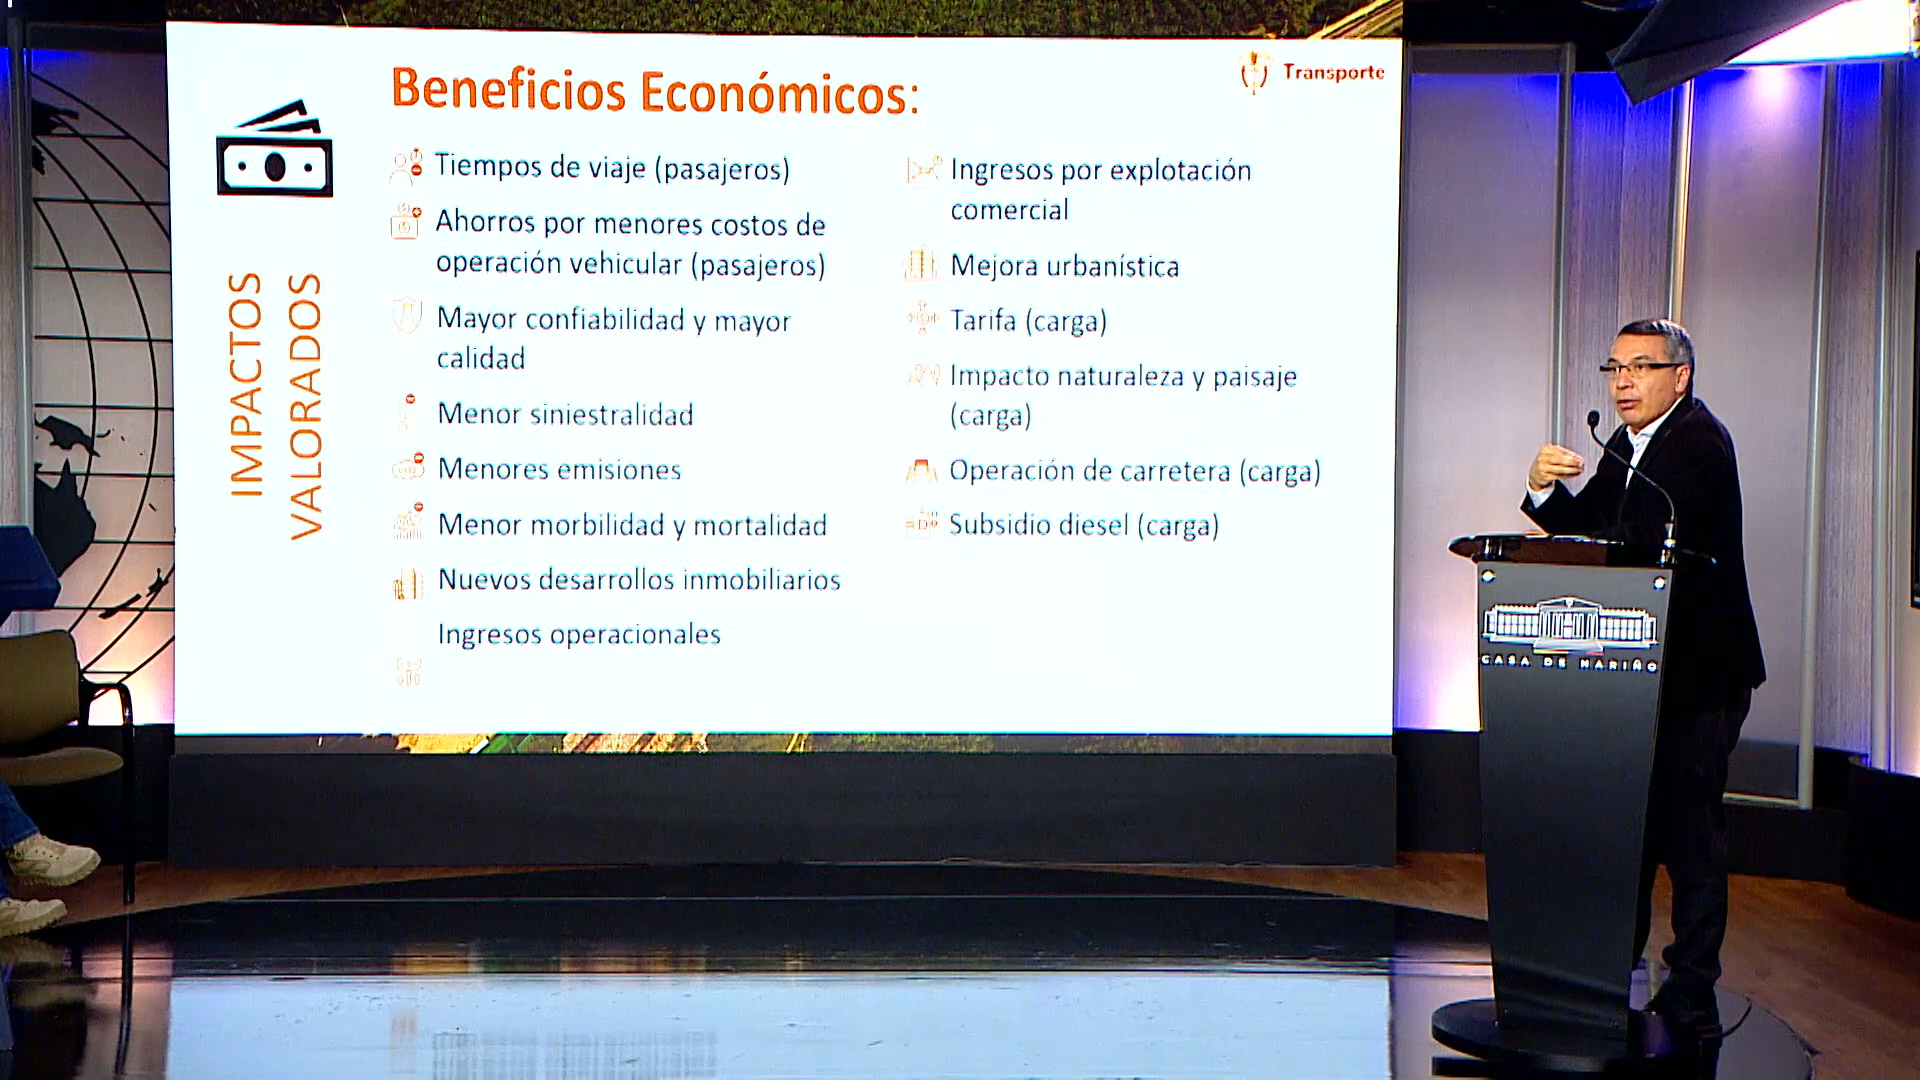 Beneficios Económicos:
Transporte
IMPACTOS
VALORADOS
Tiempos de viaje (pasajeros)
Ahorros por menores costos de
operación vehicular (pasajeros)
Mayor confiabilidad y mayor
calidad
Menor siniestralidad
Menores emisiones
Menor morbilidad y mortalidad
Nuevos desarrollos inmobiliarios
Ingresos operacionales
Ingresos por explotación
comercial
Mejora urbanística
Tarifa (carga)
Impacto naturaleza y paisaje
(carga)
Operación de carretera (carga)
Subsidio diesel (carga)
CASA DE NARIÑO